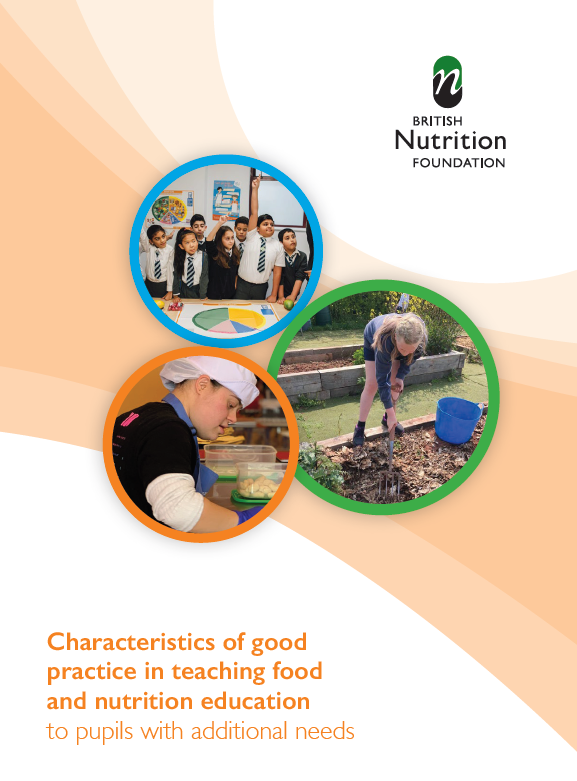 n
BRITISH
Nutrition
FOUNDATION
Characteristics of good
practice in teaching food
and nutrition education
to pupils with additional needs